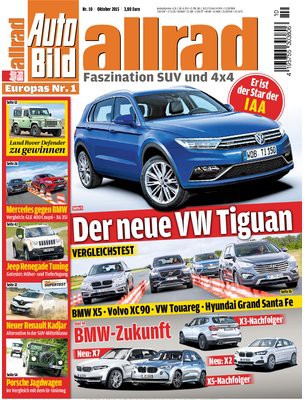 Auto
Bild
allrad
Europas Nr. 1
Nr. 10 Oktober 2015 3,90 Euro
allrad
Faszination SUV und 4x4
Er ist
der Star der
IAA
Land Rover Defender
zu gewinnen
Mercedes gegen BMW
Jeep Renegade Tuning
Neuer Renault Kadjar
Porsche Jagdwagen
Der neue VW Tiguan
VERGLEICHSTEST
BMW X5 · Volvo XC90 · VW Touareg · Hyundai Grand Santa Fe
BMW-Zukunft
X3-Nachfolger
Neu: X7
Neu: X2
X1-Nachfolger